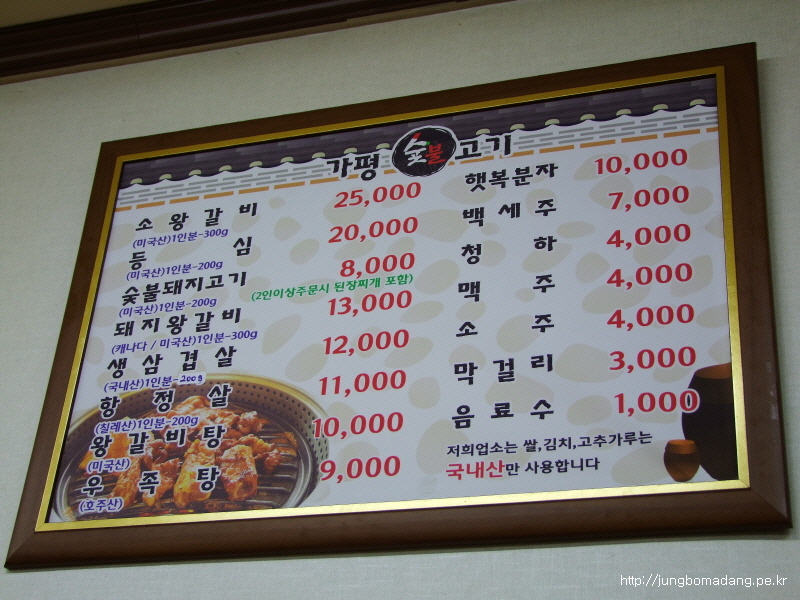 가평 숯불 고기
소왕갈비 25,000
(미국산)1인분-300g
등심 20,000
(미국산)1인분-200g
숯불돼지고기 8,000
(미국산)1인분-200g (2인이상주문시 된장찌개 포함)
돼지왕갈비 13,000
(캐나다 / 미국산)1인분-300g
생삼겹살 12,000
(국내산)1인분-200g
항정살 11,000
(칠레산)1인분-200g
왕갈비탕 10,000
(미국산)
우족탕 9,000
(호주산)
햇복분자 10,000
백세주 7,000
청하 4,000
맥주 4,000
소주 4,000
막걸리 3,000
음료수 1,000
저희업소는 쌀,김치,고추가루는
국내산만 사용합니다
http://jungbomadang.pe.kr